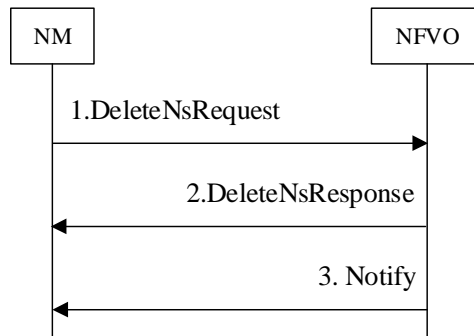 NM
NFVO
1.DeleteNsRequest
2.DeleteNsResponse
3. Notify